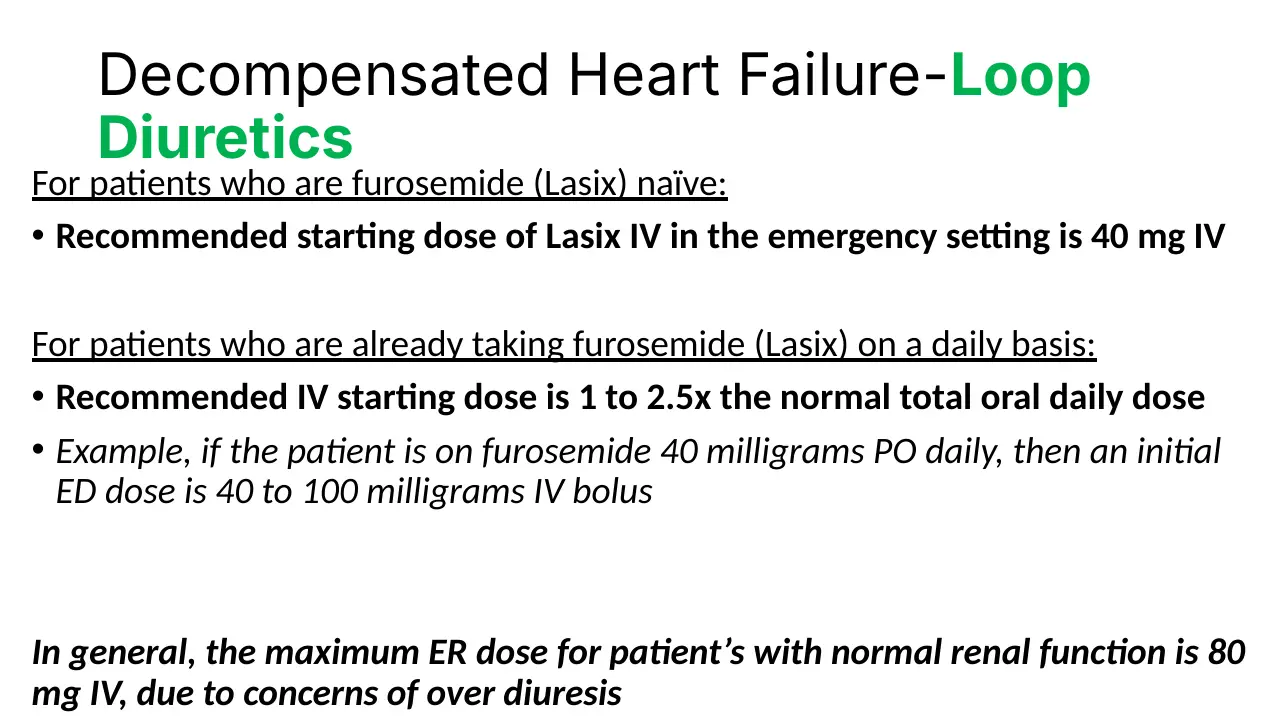 Decompensated Heart Failure-Loop
Diuretics
For patients who are furosemide (Lasix) naïve:
• Recommended starting dose of Lasix IV in the emergency setting is 40 mg IV
For patients who are already taking furosemide (Lasix) on a daily basis:
• Recommended IV starting dose is 1 to 2.5x the normal total oral daily dose
• Example, if the patient is on furosemide 40 milligrams PO daily, then an initial
ED dose is 40 to 100 milligrams IV bolus
In general, the maximum ER dose for patient’s with normal renal function is 80
mg IV, due to concerns of over diuresis